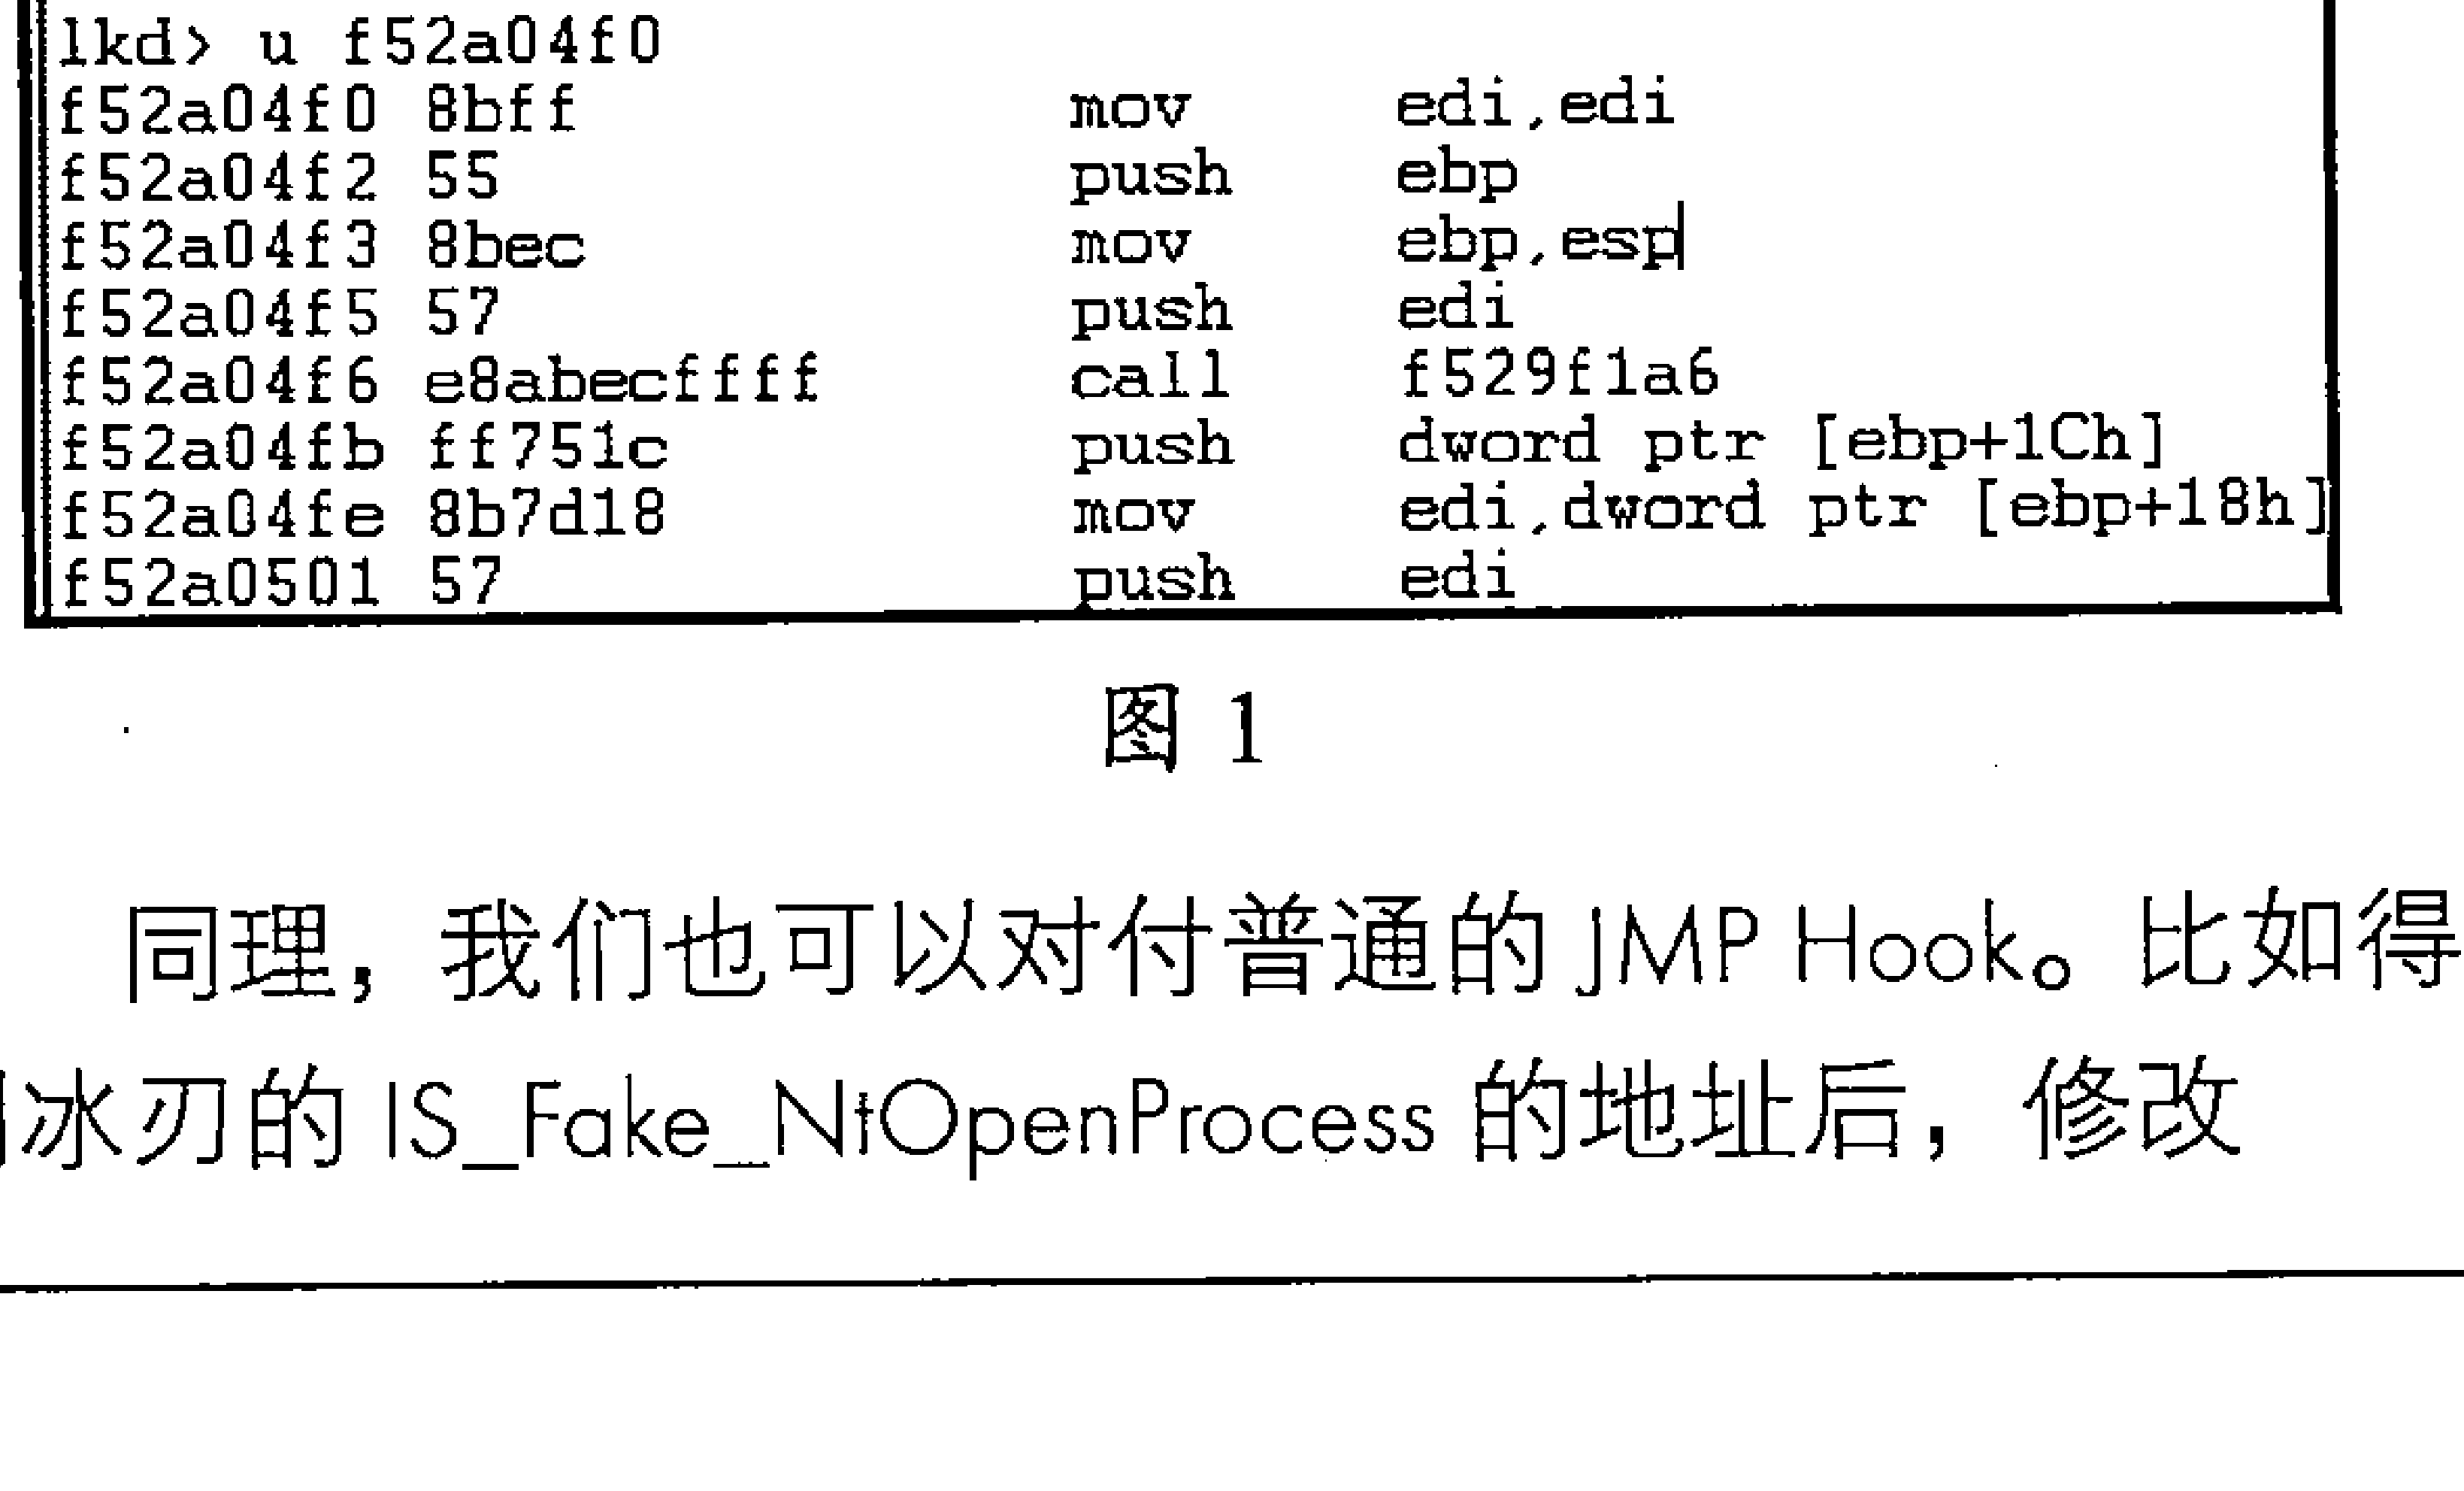 lkd> u f52a04f0
f52a04f0 8bff mov edi,edi
f52a04f2 55 push ebp
f52a04f3 8bec mov ebp,esp
f52a04f5 57 push edi
f52a04f6 e8abecffff call f529f1a6
f52a04fb ff751c push dword ptr [ebp+1Ch]
f52a04fe 8b7d18 mov edi,dword ptr [ebp+18h]
f52a0501 57 push edi
图 1
同理，我们也可以对付普通的 JMP Hook。比如得
冰刃的 IS_Fake_NtOpenProcess 的地址后，修改